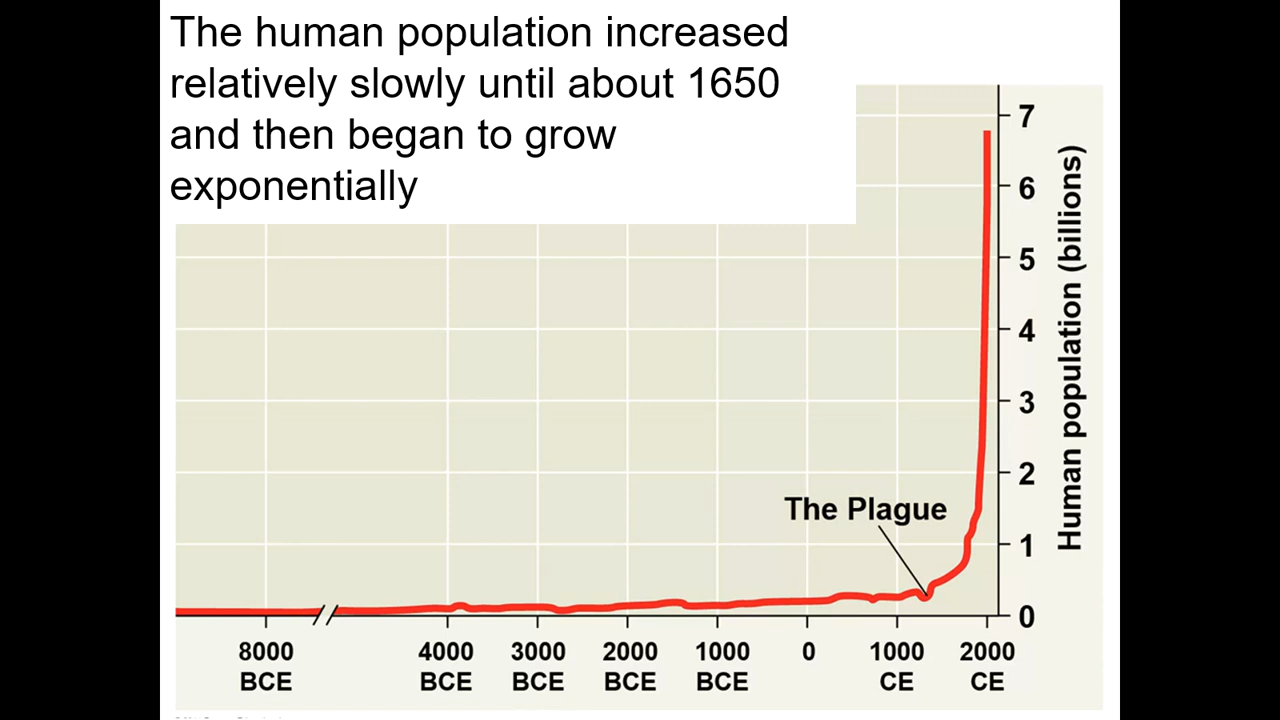 The human population increased
relatively slowly until about 1650
and then began to grow
exponentially
7
6
5
4
3
2
1
0
Human population (billions)
The Plague
8000 4000 3000 2000 1000 0 1000 2000
BCE BCE BCE BCE BCE CE CE